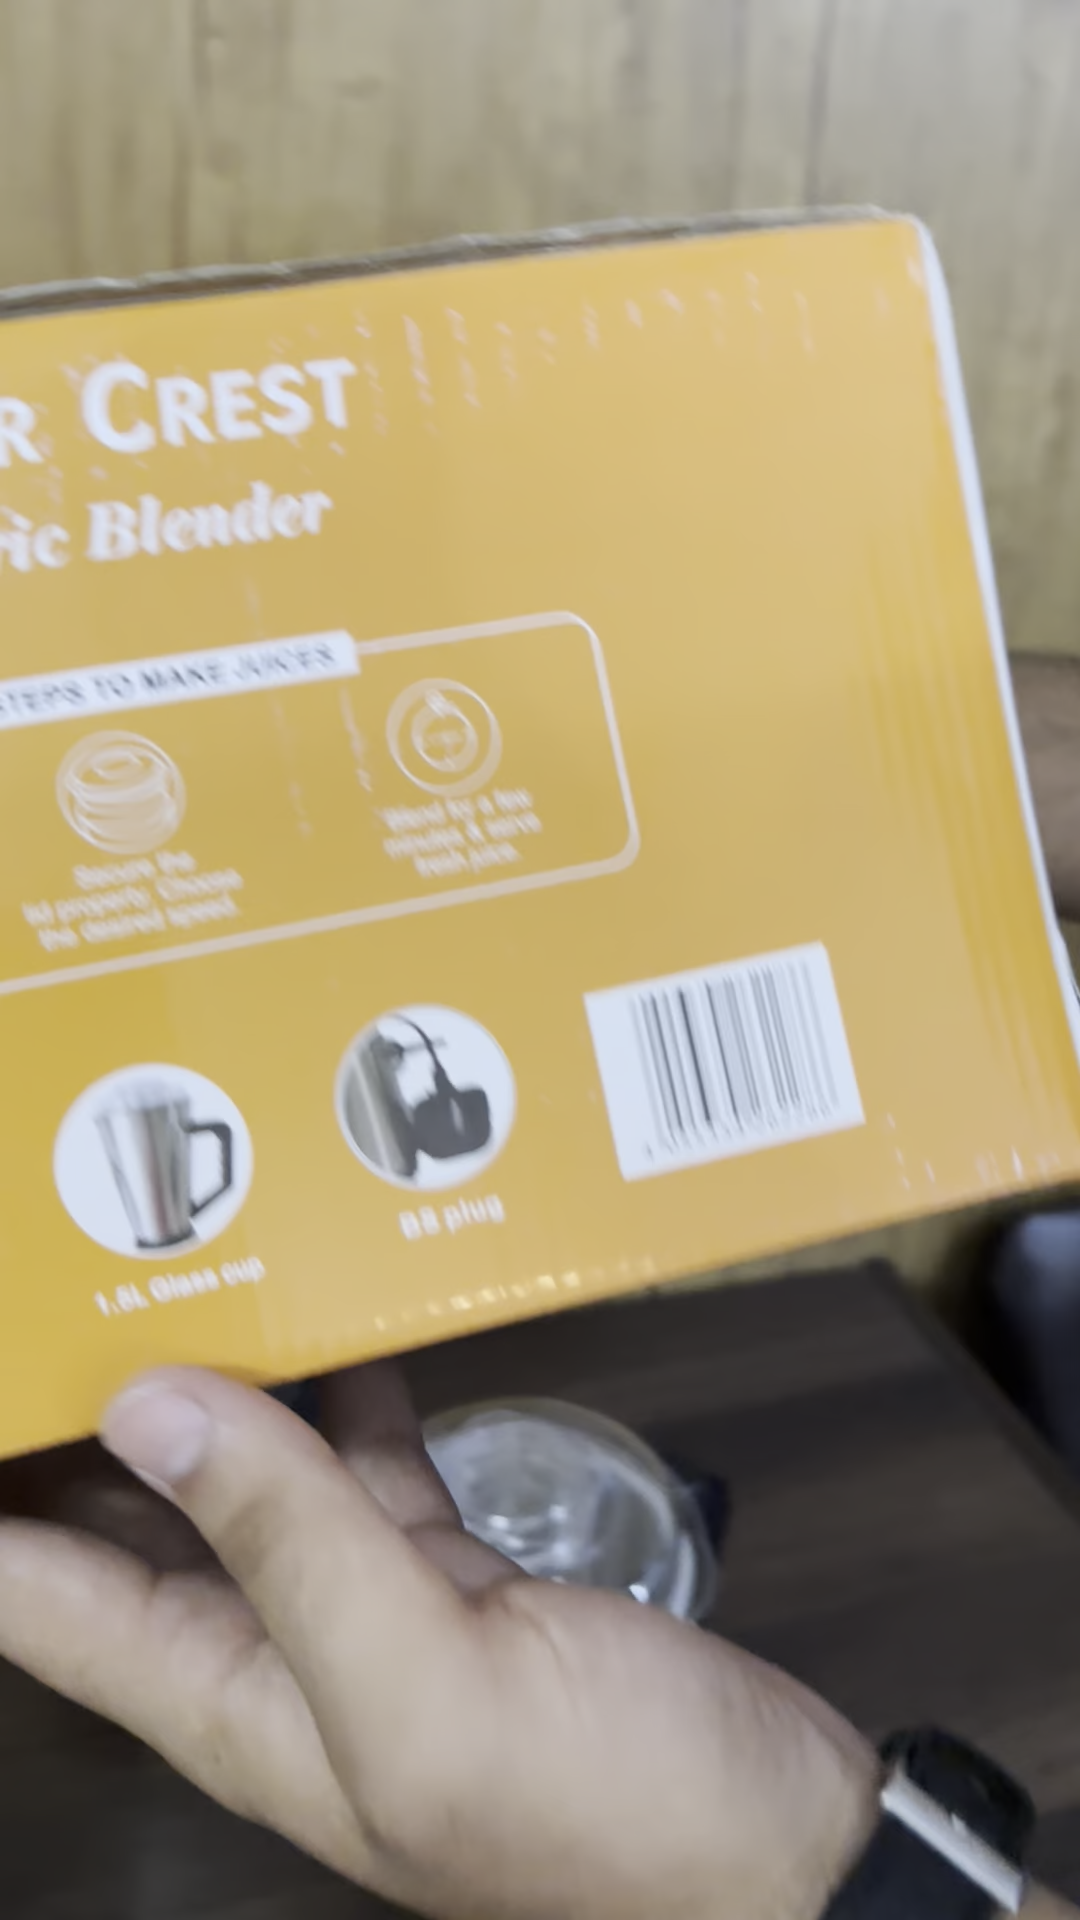 R CREST
ric Blender
STEPS TO MAKE JUICES
Secure the
lid properly. Choose
the desired speed.
Blend for a few
minutes & serve
fresh juice.
1.5L Glass cup
BS plug